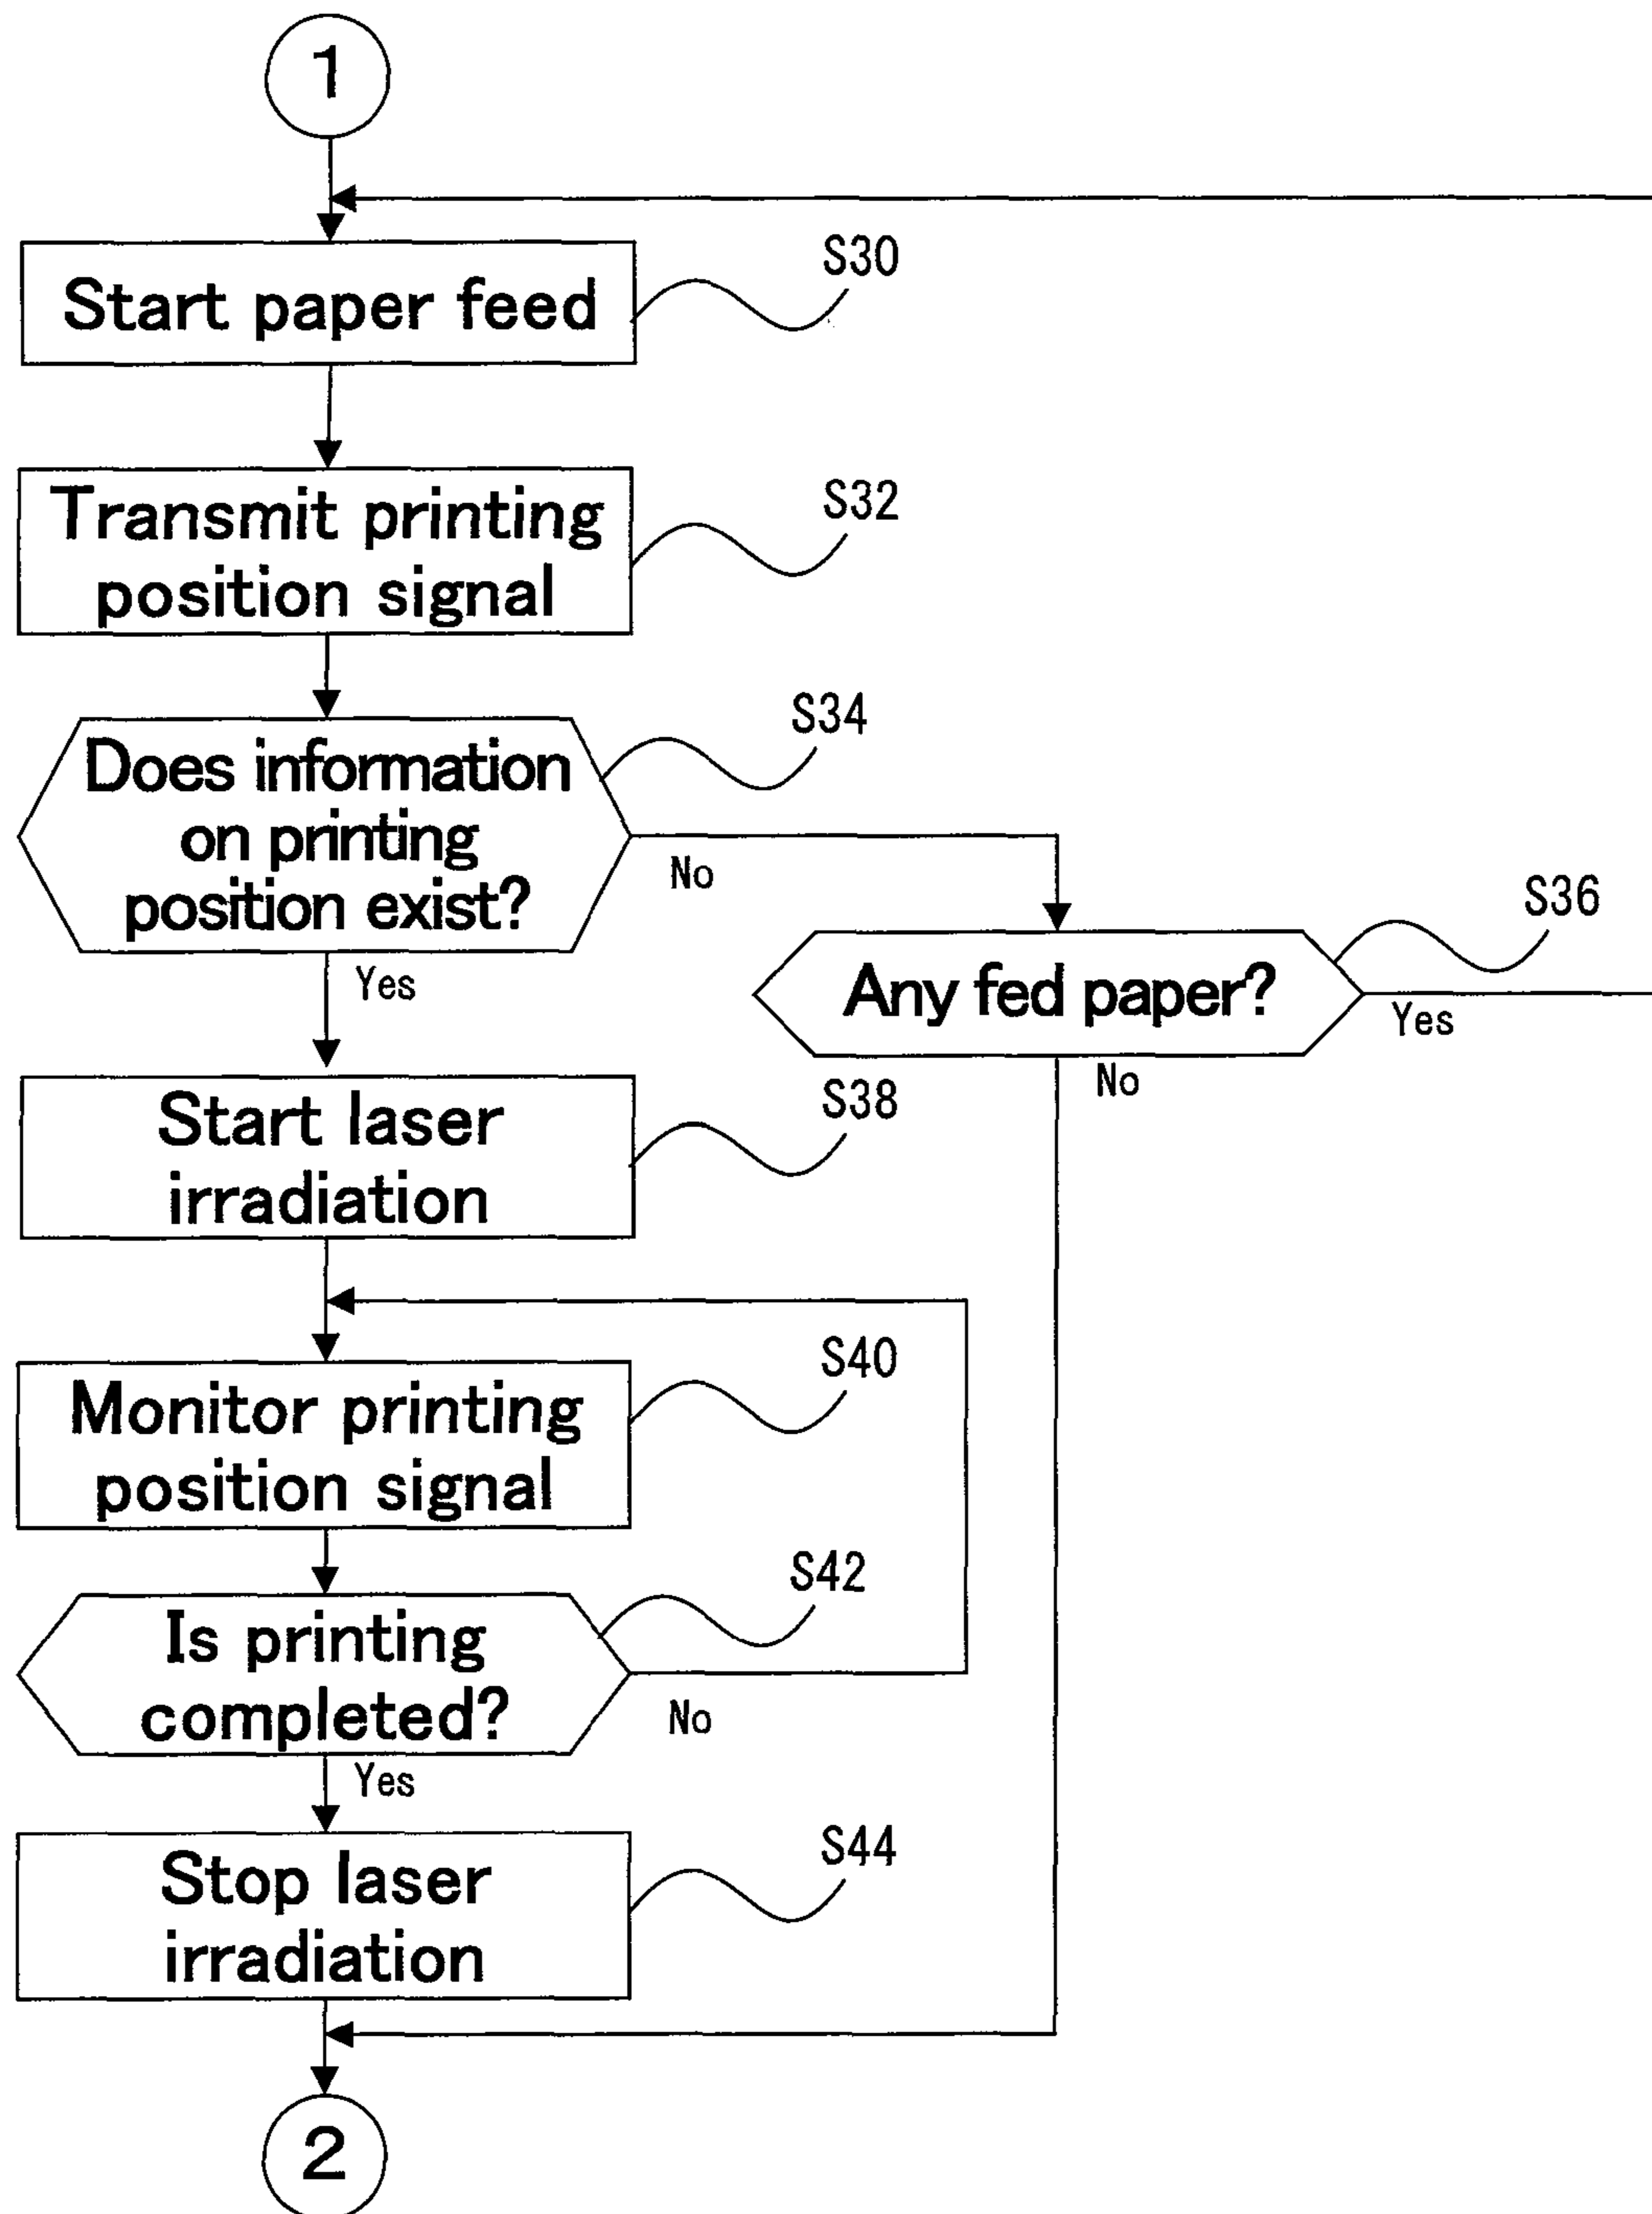 1
Start paper feed
S30
Transmit printing
position signal
S32
Does information
on printing
position exist?
S34
No
Yes
Any fed paper?
S36
Yes
No
Start laser
irradiation
S38
Monitor printing
position signal
S40
Is printing
completed?
S42
No
Yes
Stop laser
irradiation
S44
2